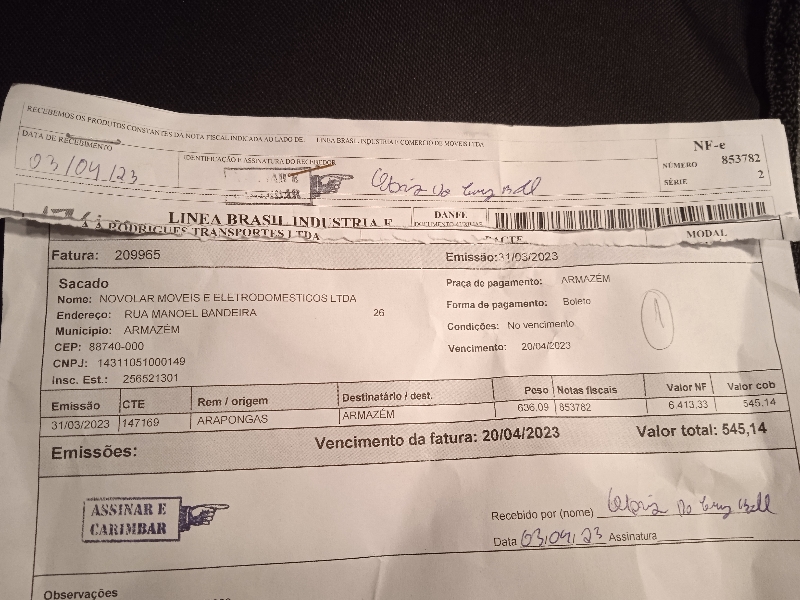 RECEBEMOS OS PRODUTOS CONSTANTES DA NOTA FISCAL INDICADA AO LADO DE LINEA BRASIL INDUSTRIA E COMERCIO DE MOVEIS LTDA
NF-e
DATA DE RECEBIMENTO
IDENTIFICAÇÃO E ASSINATURA DO RECEBEDOR
NÚMERO 853782
03/04/23
SÉRIE 2
LINEA BRASIL INDUSTRIA E
DANFE
RODRIGUES TRANSPORTES LTDA
DACTE
MODAL
Fatura: 209965
Emissão:31/03/2023
Sacado
Praça do pagamento: ARMAZÉM
Nome: NOVOLAR MOVEIS E ELETRODOMESTICOS LTDA
Forma de pagamento: Boleto
Endereço: RUA MANOEL BANDEIRA 26
Condições: No vencimento
Municipio: ARMAZÉM
Vencimento: 20/04/2023
CEP: 88740-000
CNPJ: 14311051000149
Insc. Est.: 256521301
Emissão CTE Rem / origem Destinatário / dest. Peso Notas fiscais Valor NF Valor cob
31/03/2023 147169 ARAPONGAS ARMAZÉM 636,09 853782 6.413,33 545,14
Emissões: Vencimento da fatura: 20/04/2023 Valor total: 545,14
ASSINAR E
CARIMBAR
Recebido por (nome)
Data 03/04/23 Assinatura
Observações